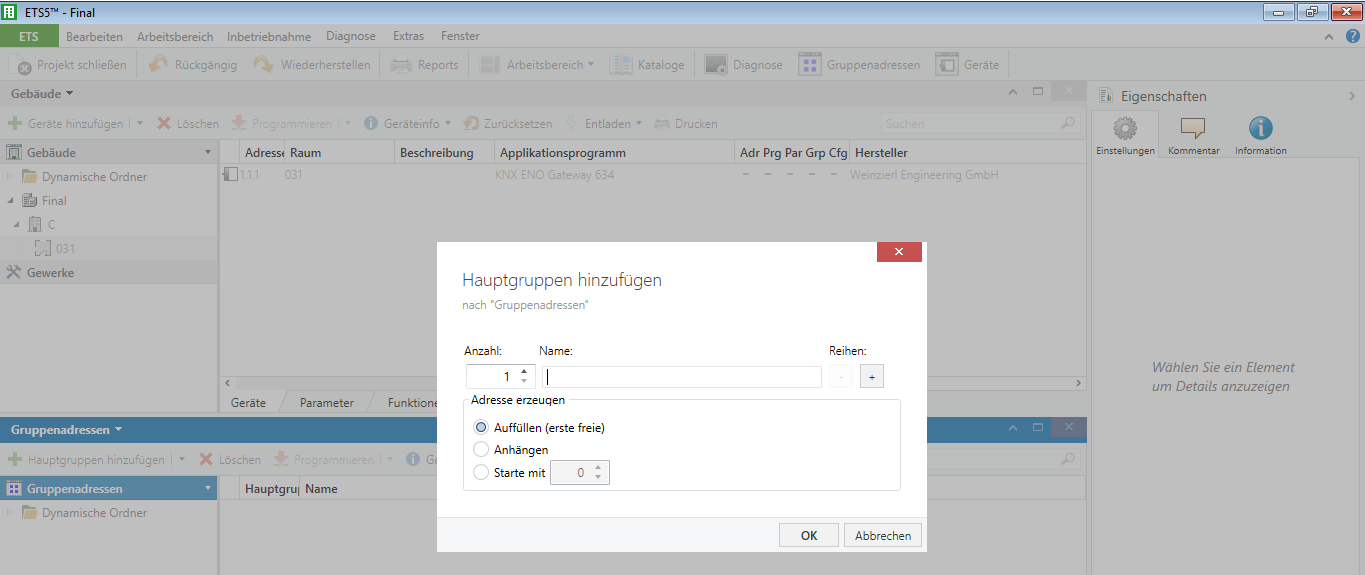 ETS5™ - Final
ETS Bearbeiten Arbeitsbereich Inbetriebnahme Diagnose Extras Fenster
Projekt schließen Rückgängig Wiederherstellen Reports Arbeitsbereich Kataloge Diagnose Gruppenadressen Geräte
Gebäude
Geräte hinzufügen Löschen Programmieren Geräteinfo Zurücksetzen Entladen Drucken Suchen
Gebäude
Adresse Raum Beschreibung Applikationsprogramm Adr Prg Par Grp Cfg Hersteller
1.1.1 031 KNX ENO Gateway 634 - - - - - Weinzierl Engineering GmbH
Dynamische Ordner
Final
C
031
Gewerke
Geräte Parameter Funktione
Eigenschaften
Einstellungen Kommentar Information
Wählen Sie ein Element
um Details anzuzeigen
Hauptgruppen hinzufügen
nach "Gruppenadressen"
Anzahl: Name: Reihen:
1 - +
Adresse erzeugen
Auffüllen (erste freie)
Anhängen
Starte mit 0
OK Abbrechen
Gruppenadressen
Hauptgruppen hinzufügen Löschen Programmieren Ge
Gruppenadressen
Hauptgru Name
Dynamische Ordner